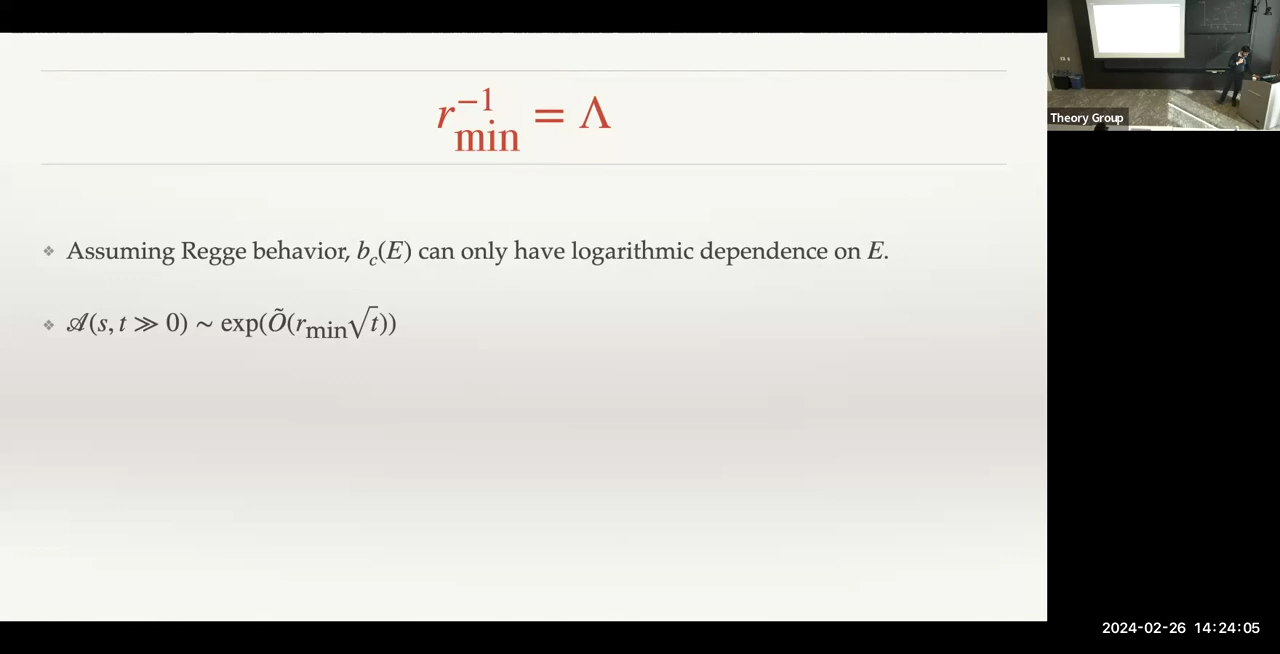 r_min^−1 = Λ
Theory Group
❖ Assuming Regge behavior, b_c(E) can only have logarithmic dependence on E.
❖ 𝒜(s, t ≫ 0) ∼ exp(Õ(r_min√t))
2024-02-26 14:24:05